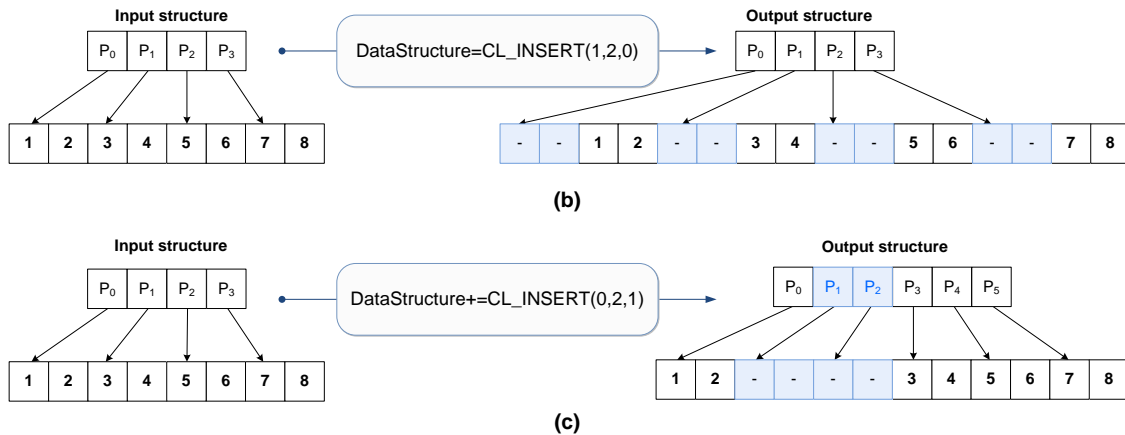 Input structure
Output structure
P0 P1 P2 P3
DataStructure=CL_INSERT(1,2,0)
P0 P1 P2 P3
1 2 3 4 5 6 7 8
- - 1 2 - - 3 4 - - 5 6 - - 7 8
(b)
Input structure
Output structure
P0 P1 P2 P3
DataStructure+=CL_INSERT(0,2,1)
P0 P1 P2 P3 P4 P5
1 2 3 4 5 6 7 8
1 2 - - - - 3 4 5 6 7 8
(c)